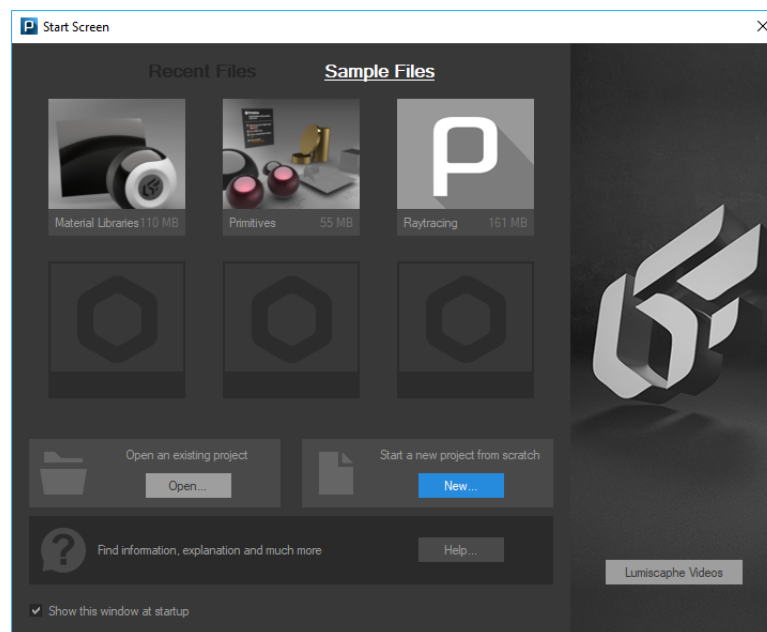 Start Screen
Recent Files
Sample Files
Material Libraries 110 MB
Primitives 55 MB
Raytracing 161 MB
Open an existing project
Open...
Start a new project from scratch
New...
Find information, explanation and much more
Help...
Lumiscaphe Videos
Show this window at startup